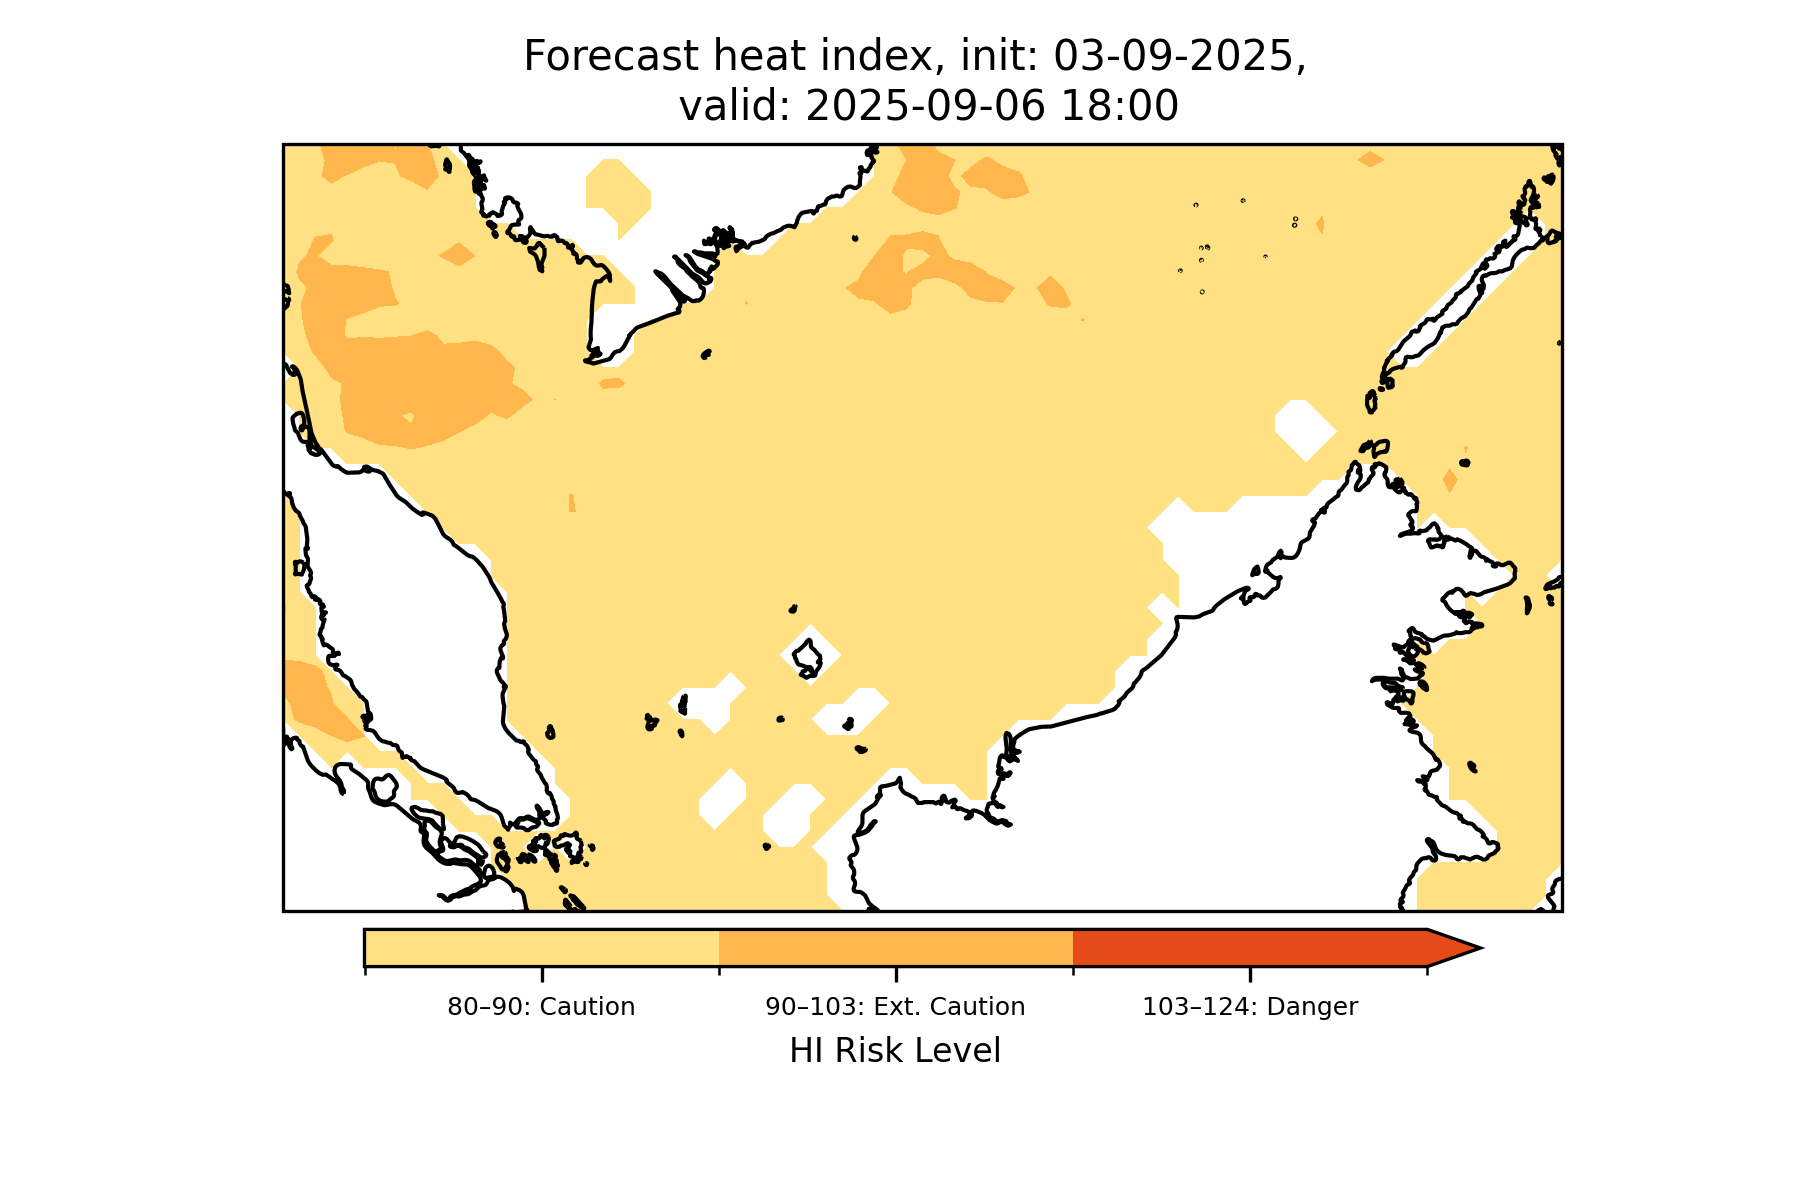 Forecast heat index, init: 03-09-2025,
valid: 2025-09-06 18:00
80–90: Caution
90–103: Ext. Caution
103–124: Danger
HI Risk Level